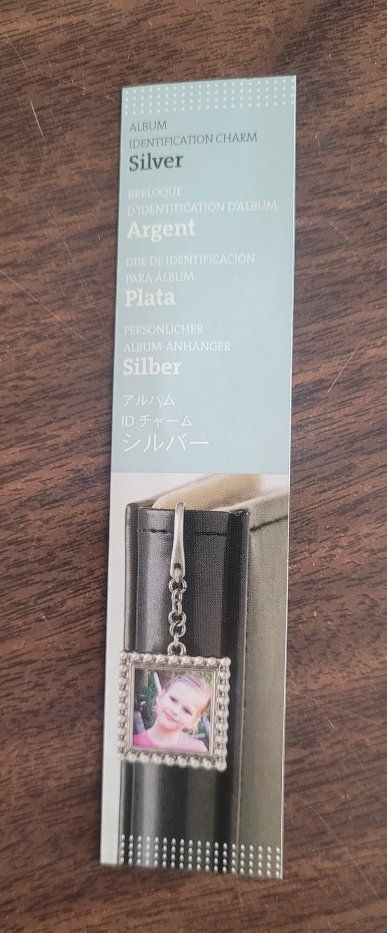 ALBUM
IDENTIFICATION CHARM
Silver
BRELOQUE
D'IDENTIFICATION D'ALBUM
Argent
DIJE DE IDENTIFICACIÓN
PARA ÁLBUM
Plata
PERSÖNLICHER
ALBUM-ANHÄNGER
Silber
アルバム
ID チャーム
シルバー